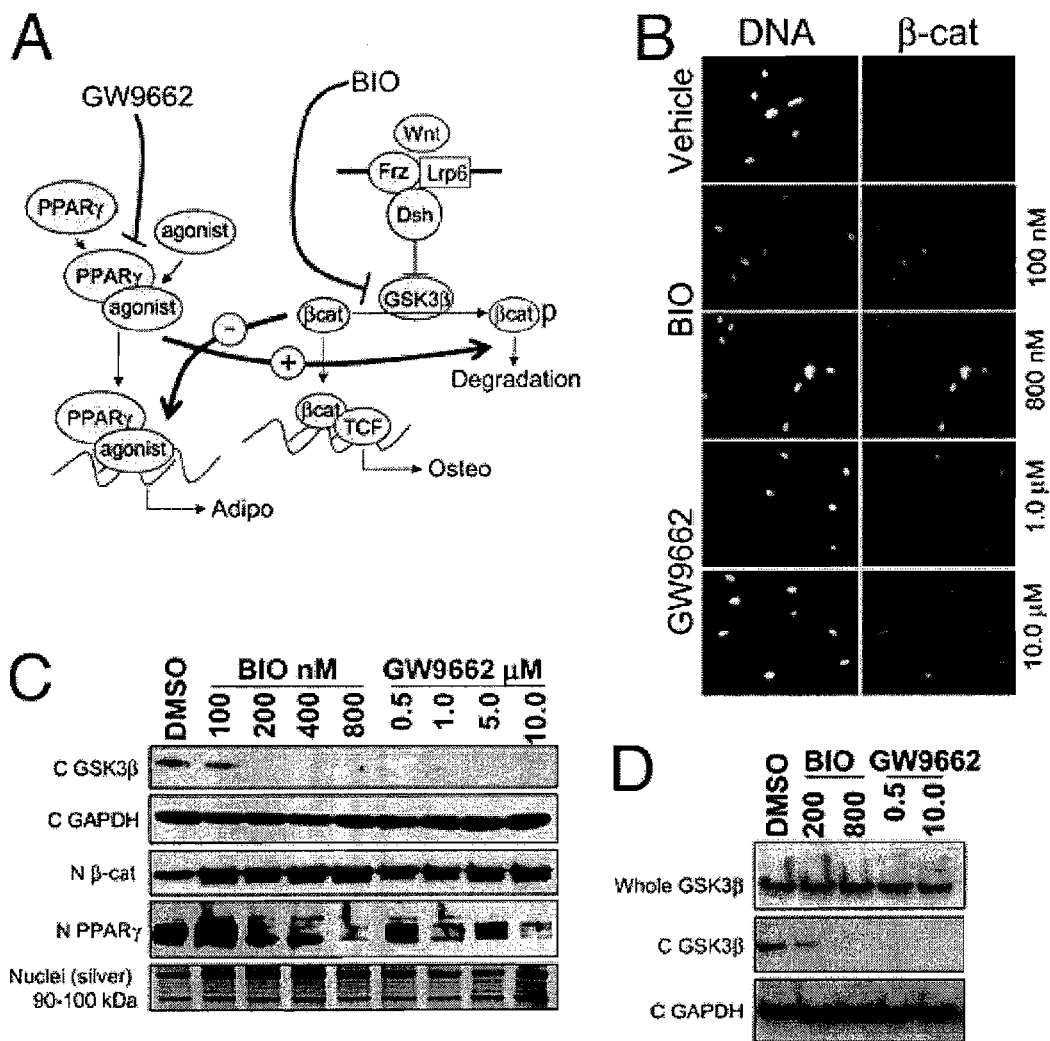 A
GW9662
BIO
Wnt
Frz
Lrp6
Dsh
PPARγ
agonist
PPARγ
agonist
GSK3β
βcat
βcat p
-
+
Degradation
PPARγ
agonist
βcat
TCF
Osteo
Adipo
B
DNA
β-cat
Vehicle
BIO
100 nM
800 nM
GW9662
1.0 μM
10.0 μM
C
DMSO
BIO nM
GW9662 μM
100
200
400
800
0.5
1.0
5.0
10.0
C GSK3β
C GAPDH
N β-cat
N PPARγ
Nuclei (silver)
90-100 kDa
D
DMSO
BIO
GW9662
200
800
0.5
10.0
Whole GSK3β
C GSK3β
C GAPDH